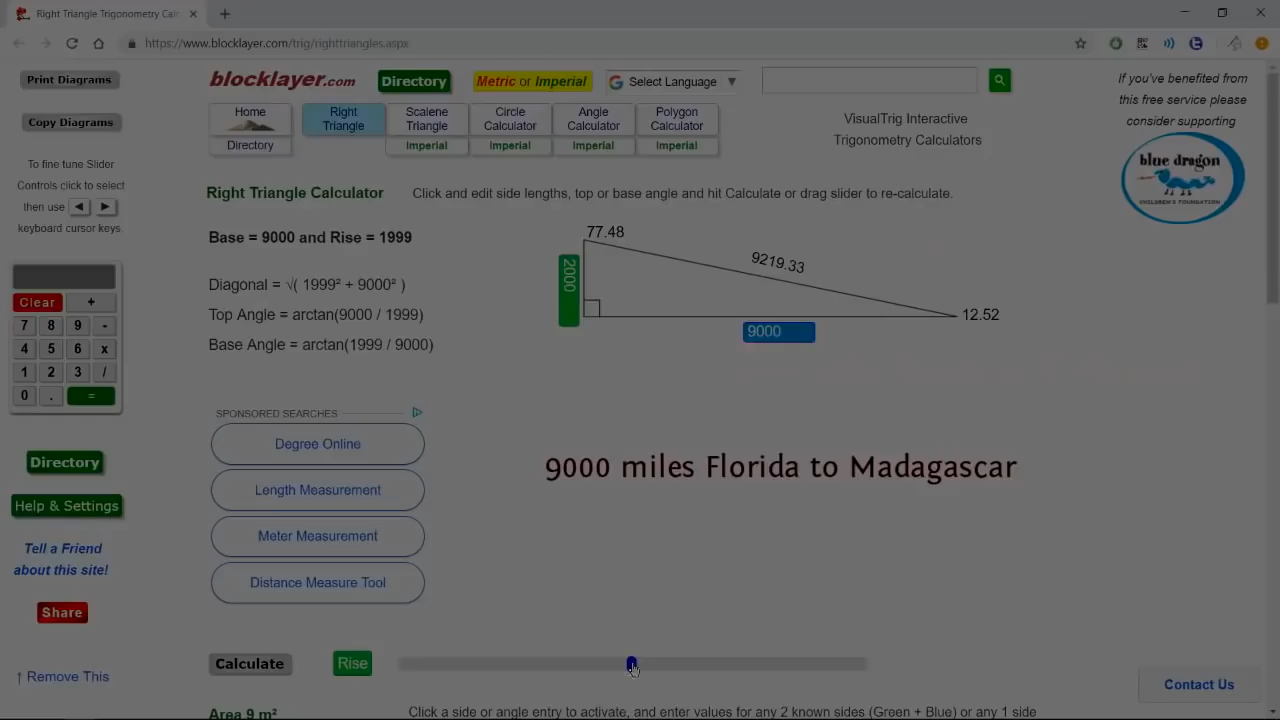 Right Triangle Trigonometry Cal
https://www.blocklayer.com/trig/righttriangles.aspx
Print Diagrams
Copy Diagrams
To fine tune Slider
Controls click to select
then use ◄ ►
keyboard cursor keys
Clear +
7 8 9 -
4 5 6 x
1 2 3 /
0 . =
Directory
Help & Settings
Tell a Friend
about this site!
Share
↑ Remove This
blocklayer.com
Directory
Metric or Imperial
Select Language ▼
Home
Directory
Right
Triangle
Scalene
Triangle
Imperial
Circle
Calculator
Imperial
Angle
Calculator
Imperial
Polygon
Calculator
Imperial
VisualTrig Interactive
Trigonometry Calculators
If you've benefited from
this free service please
consider supporting
blue dragon
CHILDREN'S FOUNDATION
Right Triangle Calculator
Click and edit side lengths, top or base angle and hit Calculate or drag slider to re-calculate.
Base = 9000 and Rise = 1999
Diagonal = √( 1999² + 9000² )
Top Angle = arctan(9000 / 1999)
Base Angle = arctan(1999 / 9000)
77.48
9219.33
2000
12.52
9000
SPONSORED SEARCHES
Degree Online
Length Measurement
Meter Measurement
Distance Measure Tool
9000 miles Florida to Madagascar
Calculate
Rise
Area 9 m²
Click a side or angle entry to activate, and enter values for any 2 known sides (Green + Blue) or any 1 side
Contact Us